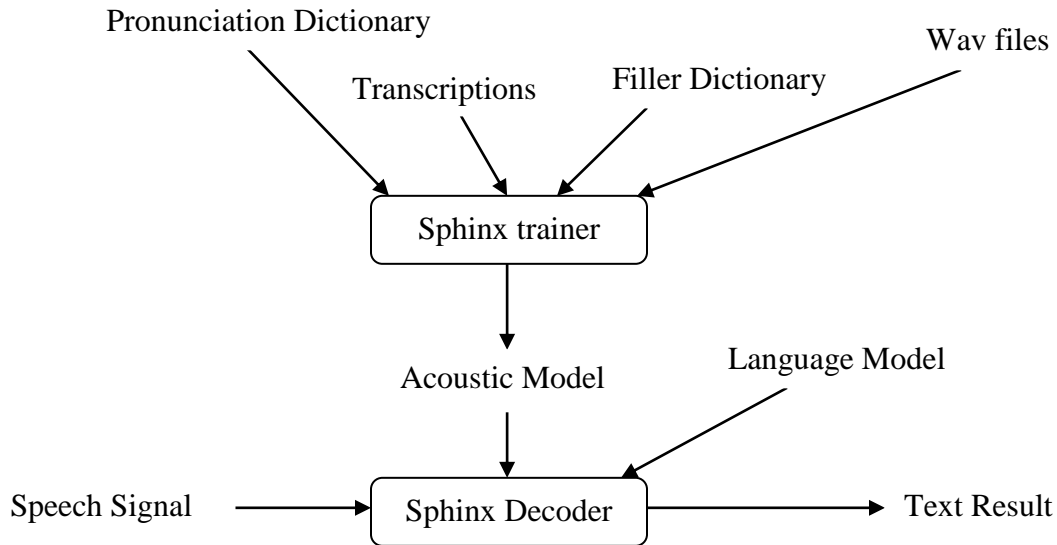 Pronunciation Dictionary
Wav files
Transcriptions
Filler Dictionary
Sphinx trainer
Acoustic Model
Language Model
Speech Signal
Sphinx Decoder
Text Result